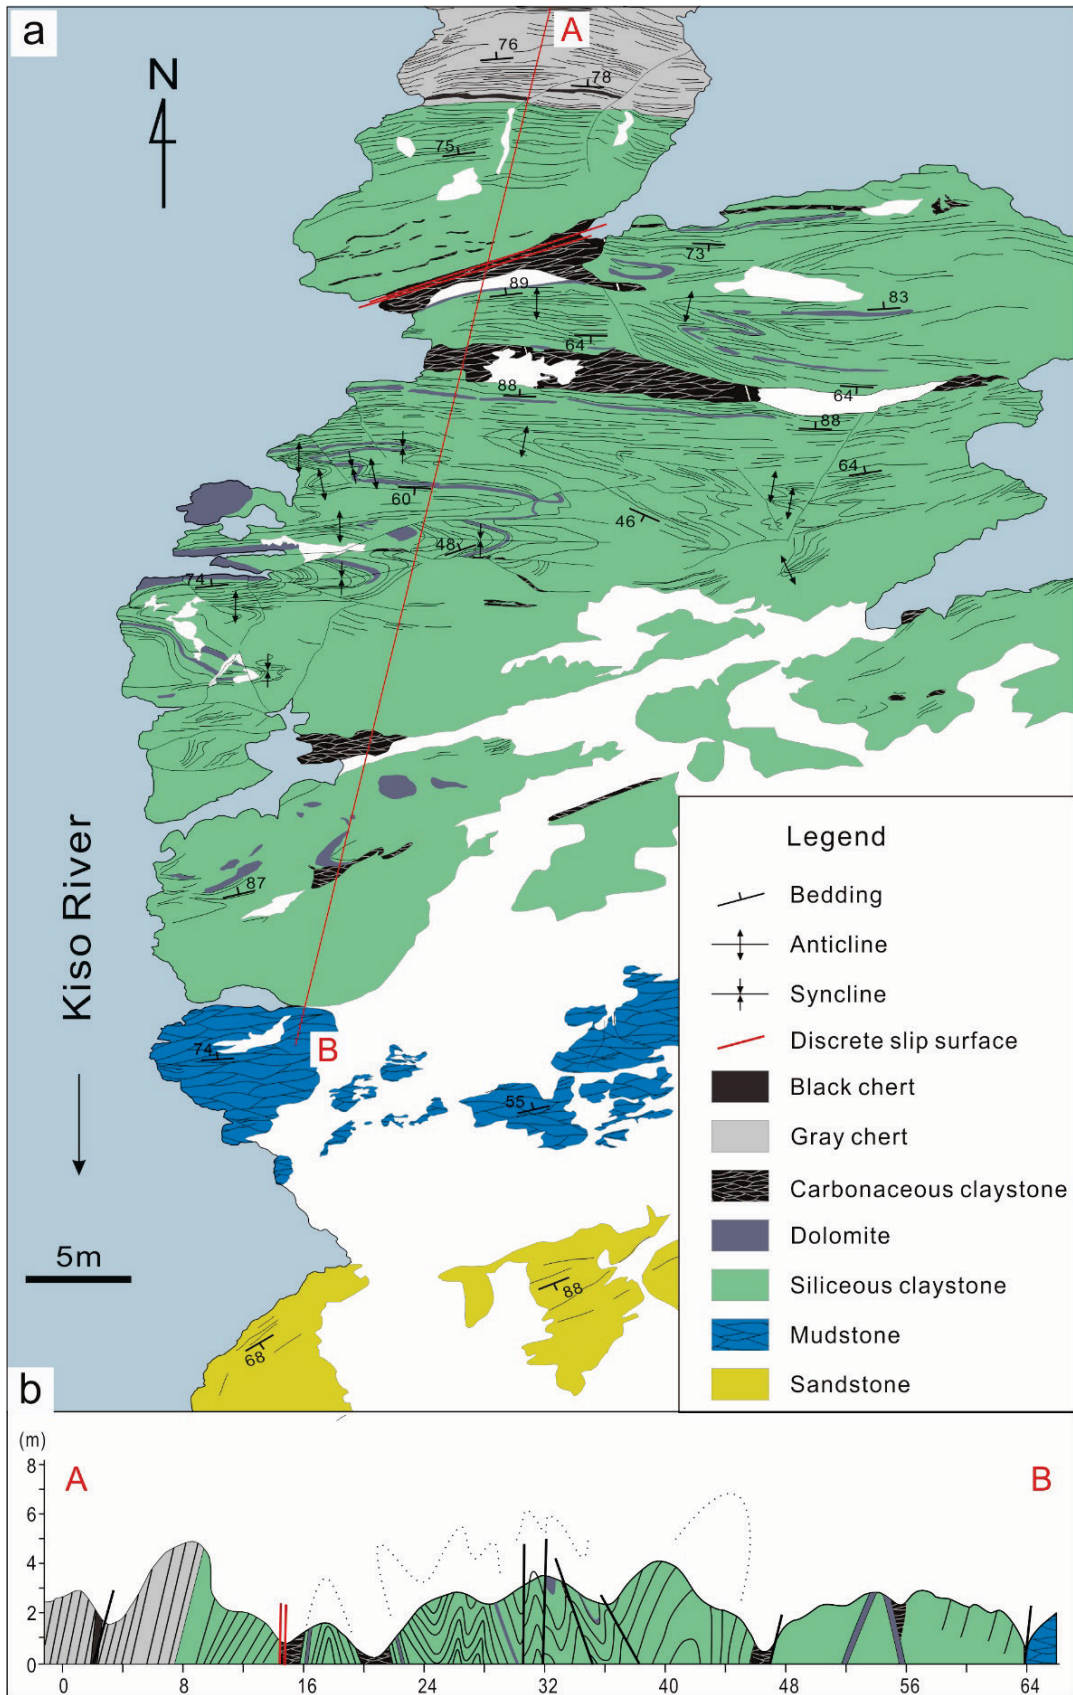 a
A
N
76
78
75
73
89
83
64
88
64
88
64
60
46
48
74
87
Kiso River
B
74
55
5m
88
68
Legend
Bedding
Anticline
Syncline
Discrete slip surface
Black chert
Gray chert
Carbonaceous claystone
Dolomite
Siliceous claystone
Mudstone
Sandstone
b
(m)
A
B
8
6
4
2
0
0 8 16 24 32 40 48 56 64